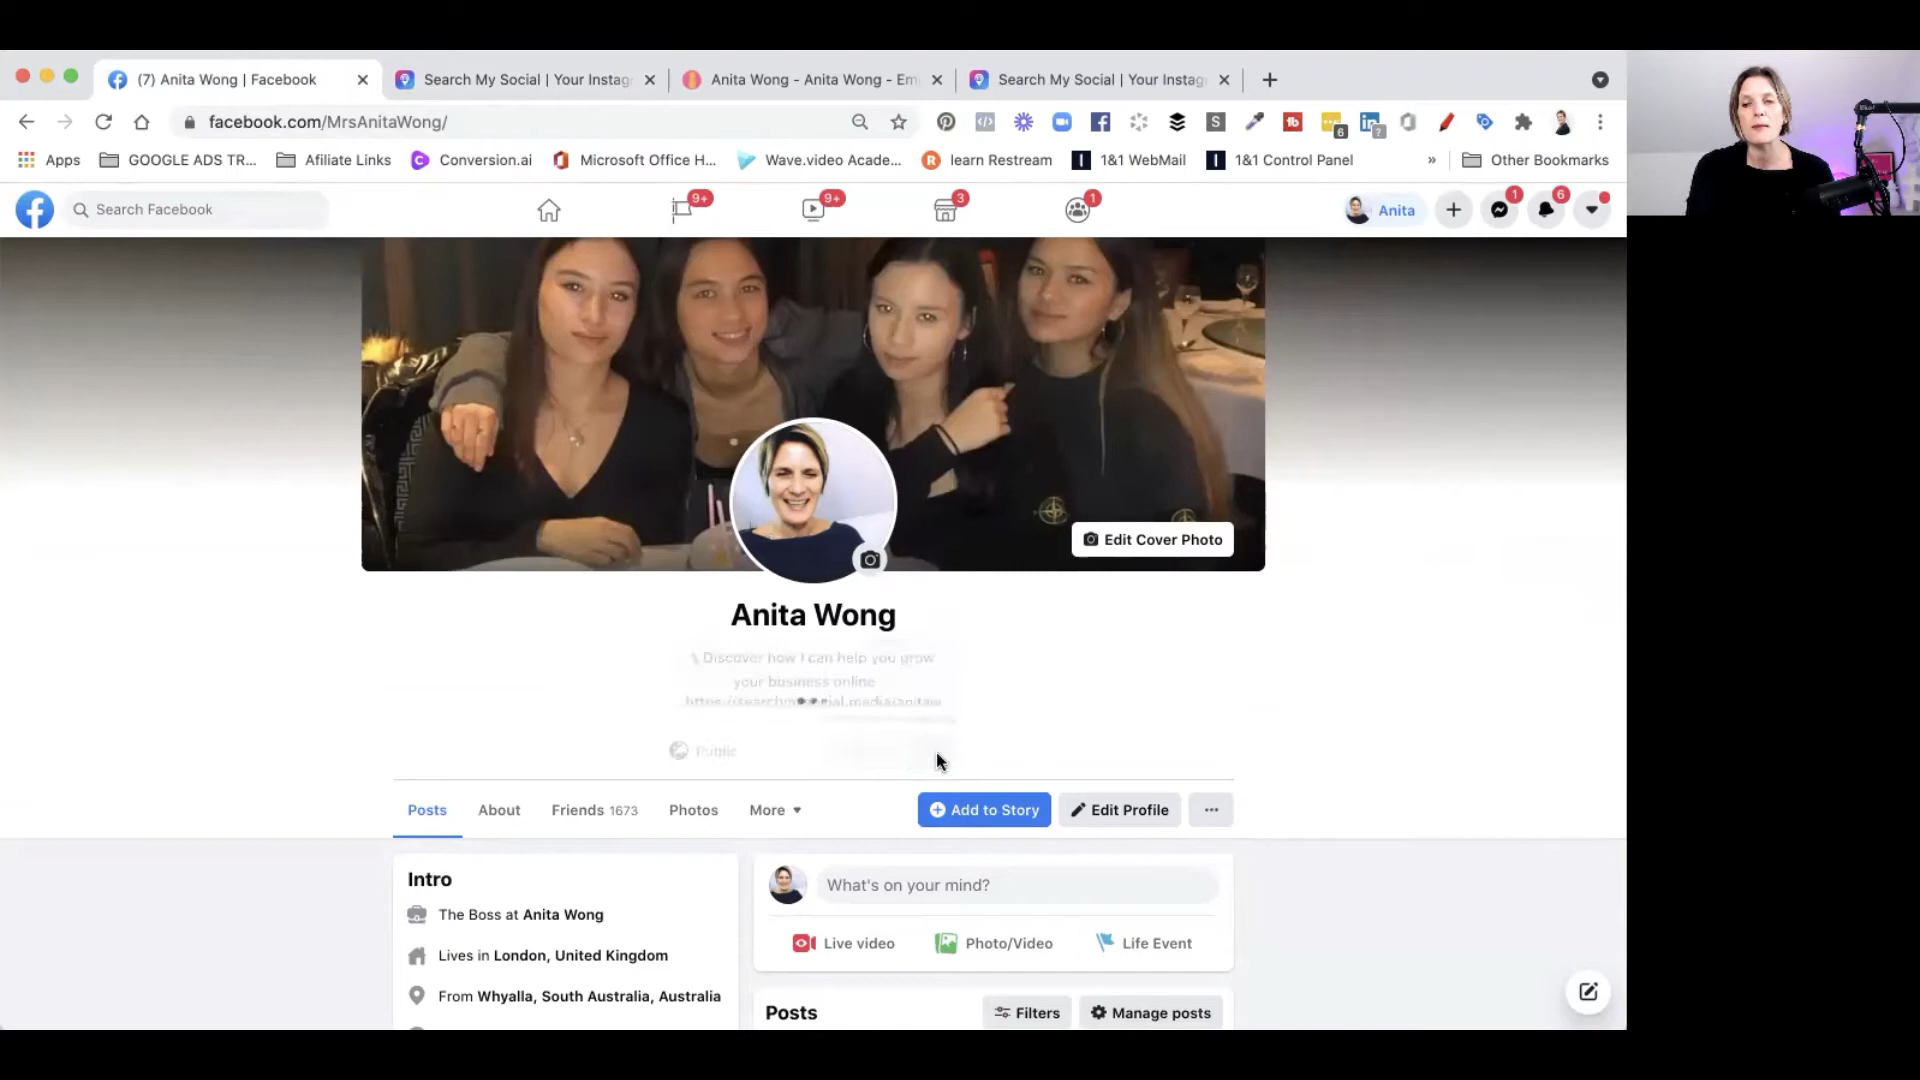 (7) Anita Wong | Facebook
Search My Social | Your Instag
Anita Wong - Anita Wong - Em
Search My Social | Your Instag
facebook.com/MrsAnitaWong/
6
?
Apps
GOOGLE ADS TR...
Afiliate Links
Conversion.ai
Microsoft Office H...
Wave.video Acade...
learn Restream
1&1 WebMail
1&1 Control Panel
»
Other Bookmarks
Search Facebook
9+
9+
3
1
Anita
1
6
Edit Cover Photo
Anita Wong
Discover how I can help you grow
your business online
Public
Posts
About
Friends 1673
Photos
More
Add to Story
Edit Profile
...
Intro
The Boss at Anita Wong
Lives in London, United Kingdom
From Whyalla, South Australia, Australia
What's on your mind?
Live video
Photo/Video
Life Event
Posts
Filters
Manage posts